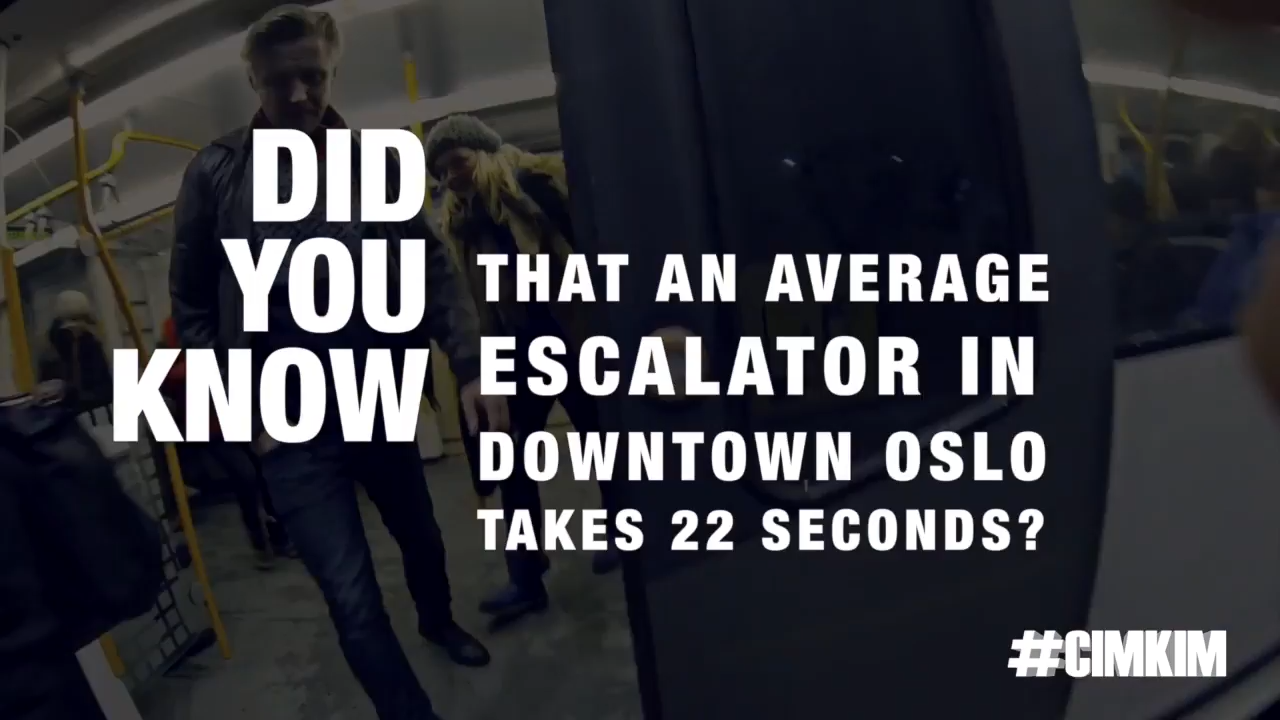 DID
YOU
KNOW
THAT AN AVERAGE
ESCALATOR IN
DOWNTOWN OSLO
TAKES 22 SECONDS?
#CIMKIM